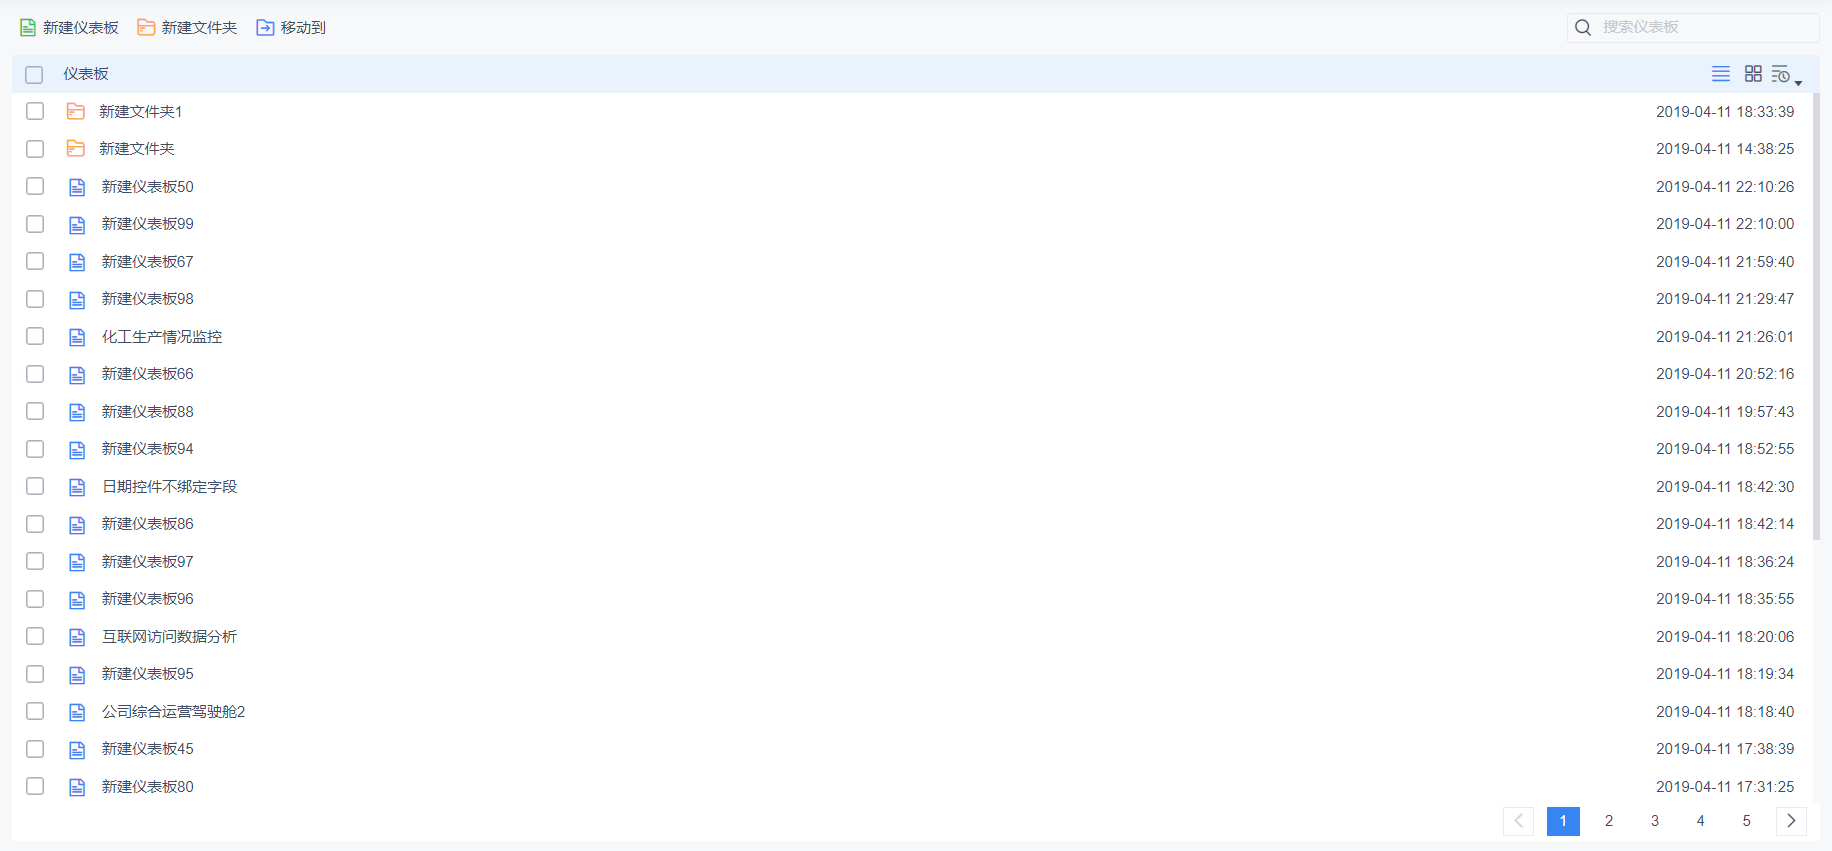 新建仪表板 新建文件夹 移动到 搜索仪表板
仪表板
新建文件夹1 2019-04-11 18:33:39
新建文件夹 2019-04-11 14:38:25
新建仪表板50 2019-04-11 22:10:26
新建仪表板99 2019-04-11 22:10:00
新建仪表板67 2019-04-11 21:59:40
新建仪表板98 2019-04-11 21:29:47
化工生产情况监控 2019-04-11 21:26:01
新建仪表板66 2019-04-11 20:52:16
新建仪表板88 2019-04-11 19:57:43
新建仪表板94 2019-04-11 18:52:55
日期控件不绑定字段 2019-04-11 18:42:30
新建仪表板86 2019-04-11 18:42:14
新建仪表板97 2019-04-11 18:36:24
新建仪表板96 2019-04-11 18:35:55
互联网访问数据分析 2019-04-11 18:20:06
新建仪表板95 2019-04-11 18:19:34
公司综合运营驾驶舱2 2019-04-11 18:18:40
新建仪表板45 2019-04-11 17:38:39
新建仪表板80 2019-04-11 17:31:25
1 2 3 4 5